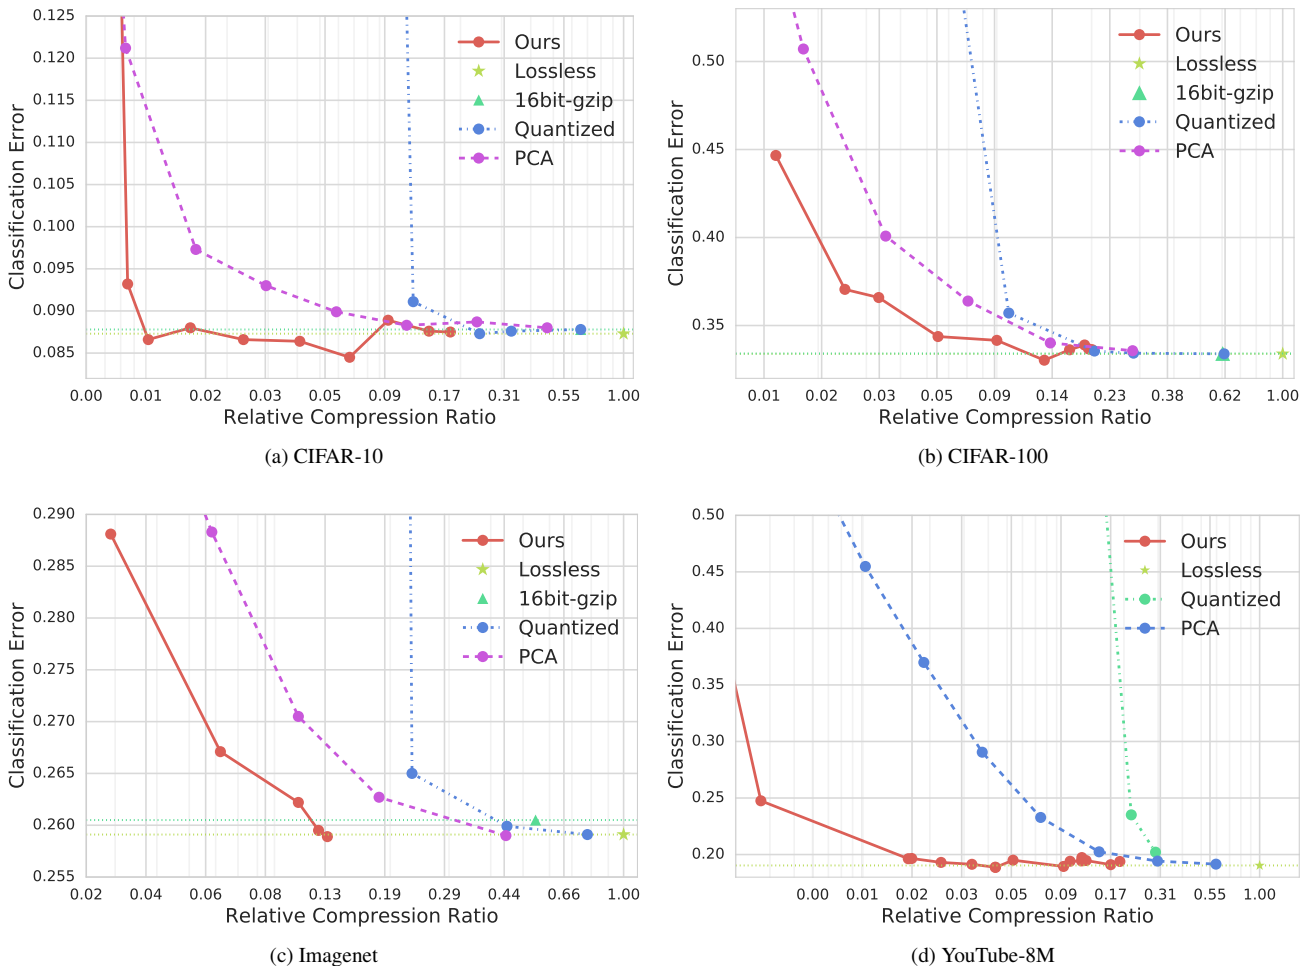 0.125
0.120
0.115
0.110
0.105
0.100
0.095
0.090
0.085
Classification Error
Ours
Lossless
16bit-gzip
Quantized
PCA
0.00 0.01 0.02 0.03 0.05 0.09 0.17 0.31 0.55 1.00
Relative Compression Ratio
(a) CIFAR-10
0.50
0.45
0.40
0.35
Classification Error
Ours
Lossless
16bit-gzip
Quantized
PCA
0.01 0.02 0.03 0.05 0.09 0.14 0.23 0.38 0.62 1.00
Relative Compression Ratio
(b) CIFAR-100
0.290
0.285
0.280
0.275
0.270
0.265
0.260
0.255
Classification Error
Ours
Lossless
16bit-gzip
Quantized
PCA
0.02 0.04 0.06 0.08 0.13 0.19 0.29 0.44 0.66 1.00
Relative Compression Ratio
(c) Imagenet
0.50
0.45
0.40
0.35
0.30
0.25
0.20
Classification Error
Ours
Lossless
Quantized
PCA
0.00 0.01 0.02 0.03 0.05 0.09 0.17 0.31 0.55 1.00
Relative Compression Ratio
(d) YouTube-8M